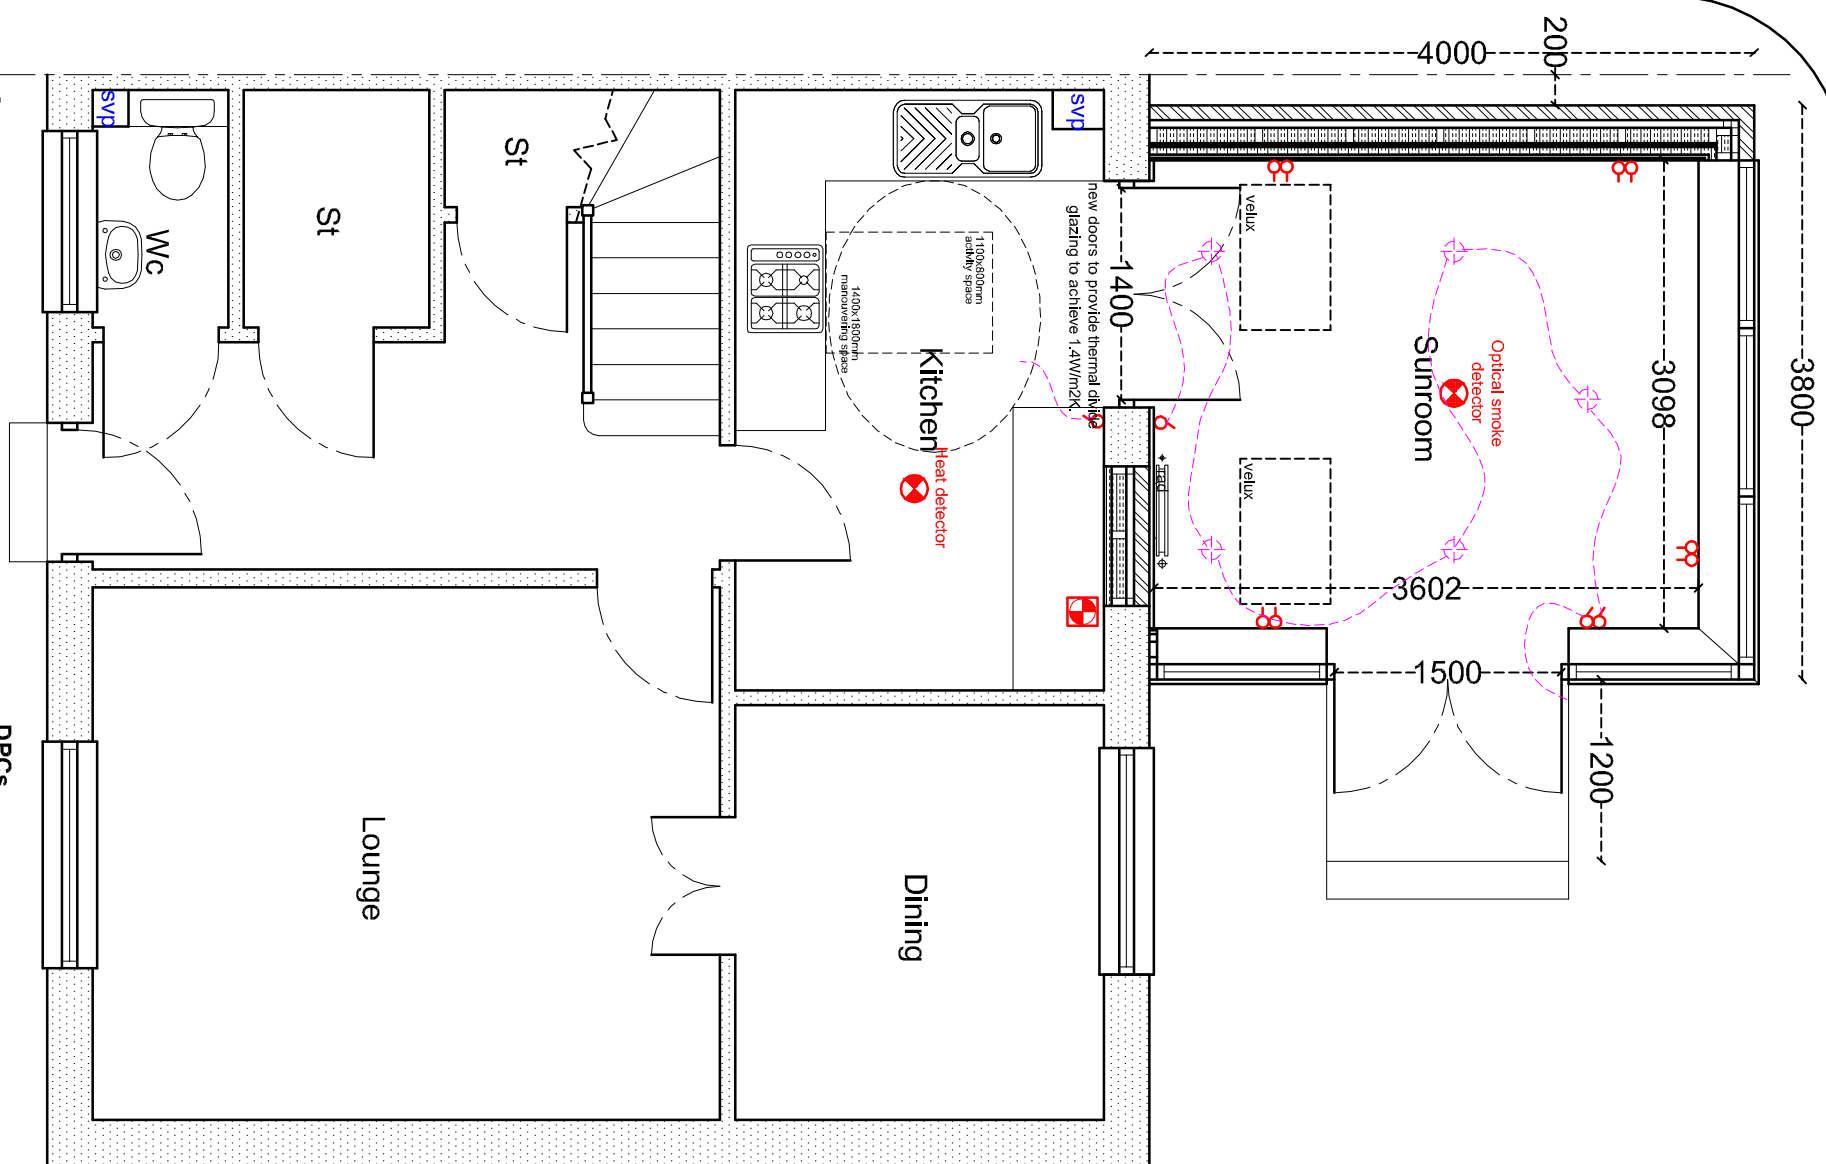 4000
200
svp
svp
St
St
Wc
velux
new doors to provide thermal divide
glazing to achieve 1.4W/m2K.
1100x800mm
activity space
1400x1800mm
manouvering space
1400
Kitchen
Heat detector
Sunroom
Optical smoke
detector
3098
3800
velux
rad
3602
1500
1200
DPCs
Lounge
Dining